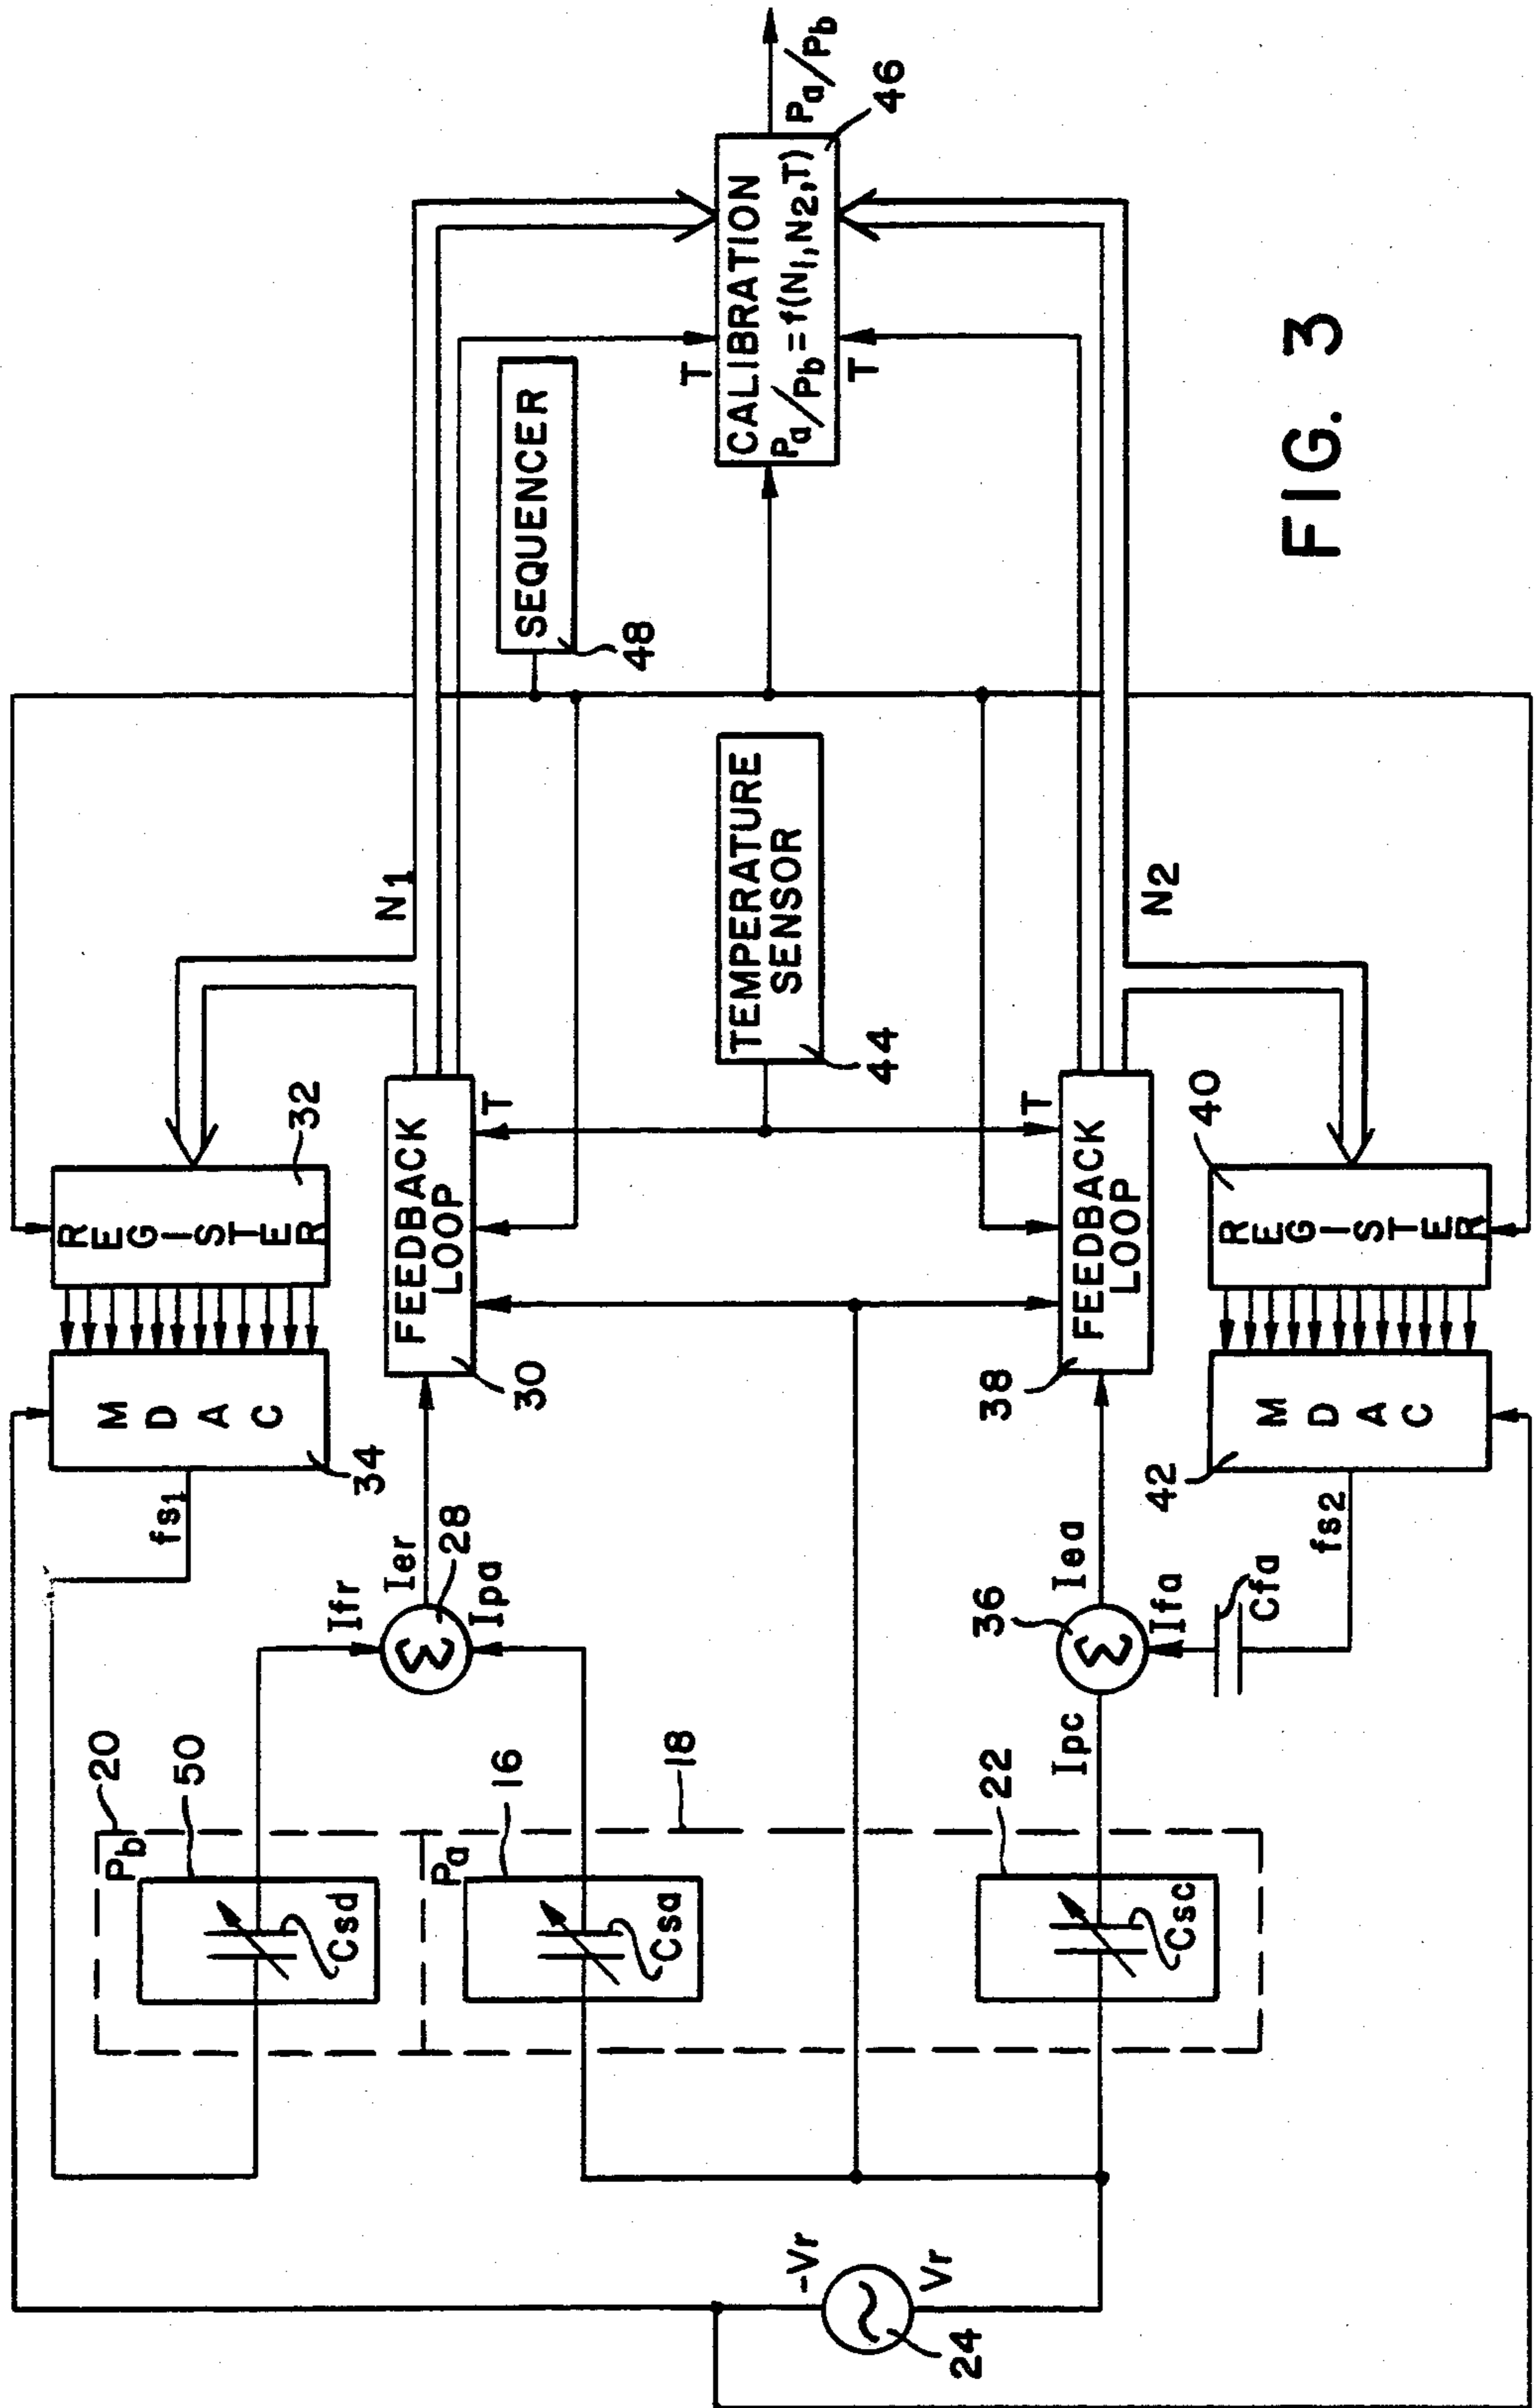 20
Pb
50
Csd
Pa
16
Csa
18
22
Csc
-Vr
Vr
24
fs1
Ifr
Ier
28
Ipa
Ipc
36
Iea
Ifa
Cfa
fs2
MDAC
34
REGISTER
32
FEEDBACK
LOOP
30
T
N1
FEEDBACK
LOOP
38
T
N2
MDAC
42
REGISTER
40
TEMPERATURE
SENSOR
44
SEQUENCER
48
T
CALIBRATION
Pa/Pb=f(N1,N2,T)
T
46
Pa/Pb
FIG. 3